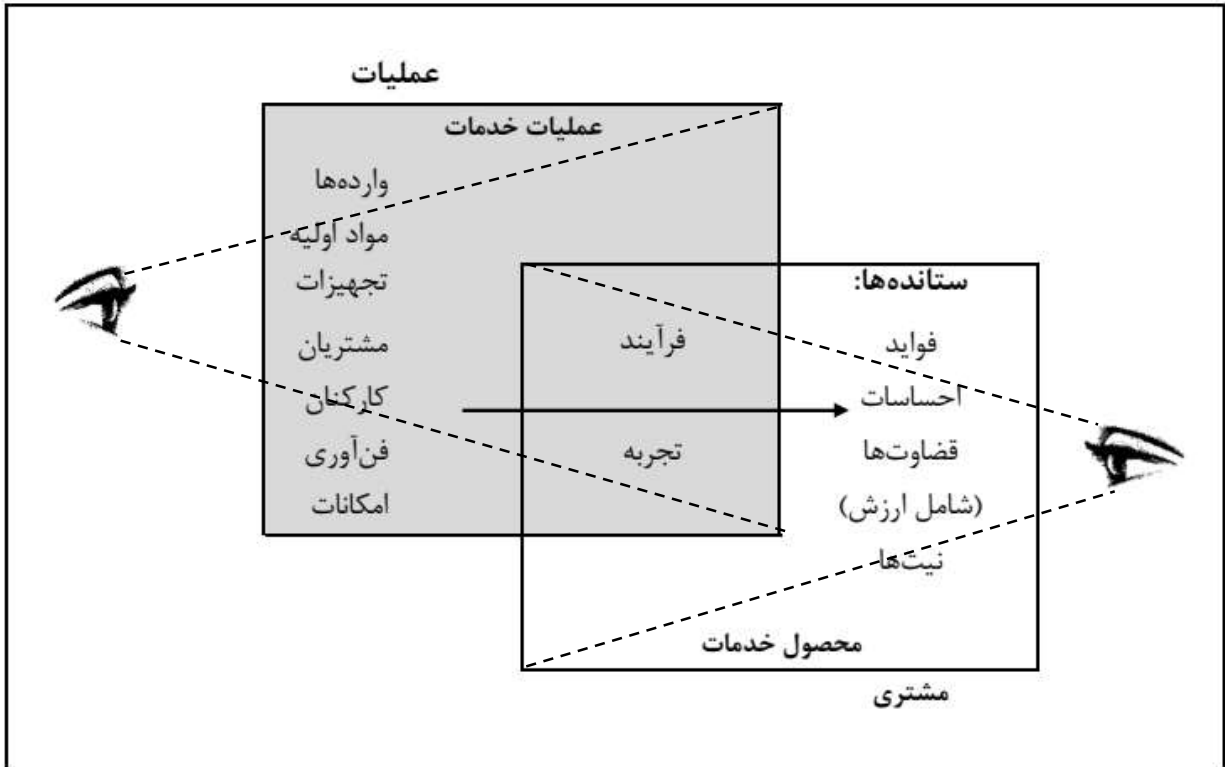 عملیات
عملیات خدمات
وارده‌ها
مواد اولیه
تجهیزات
مشتریان
کارکنان
فن‌آوری
امکانات
فرآیند
تجربه
ستانده‌ها:
فواید
احساسات
قضاوت‌ها
(شامل ارزش)
نیت‌ها
محصول خدمات
مشتری